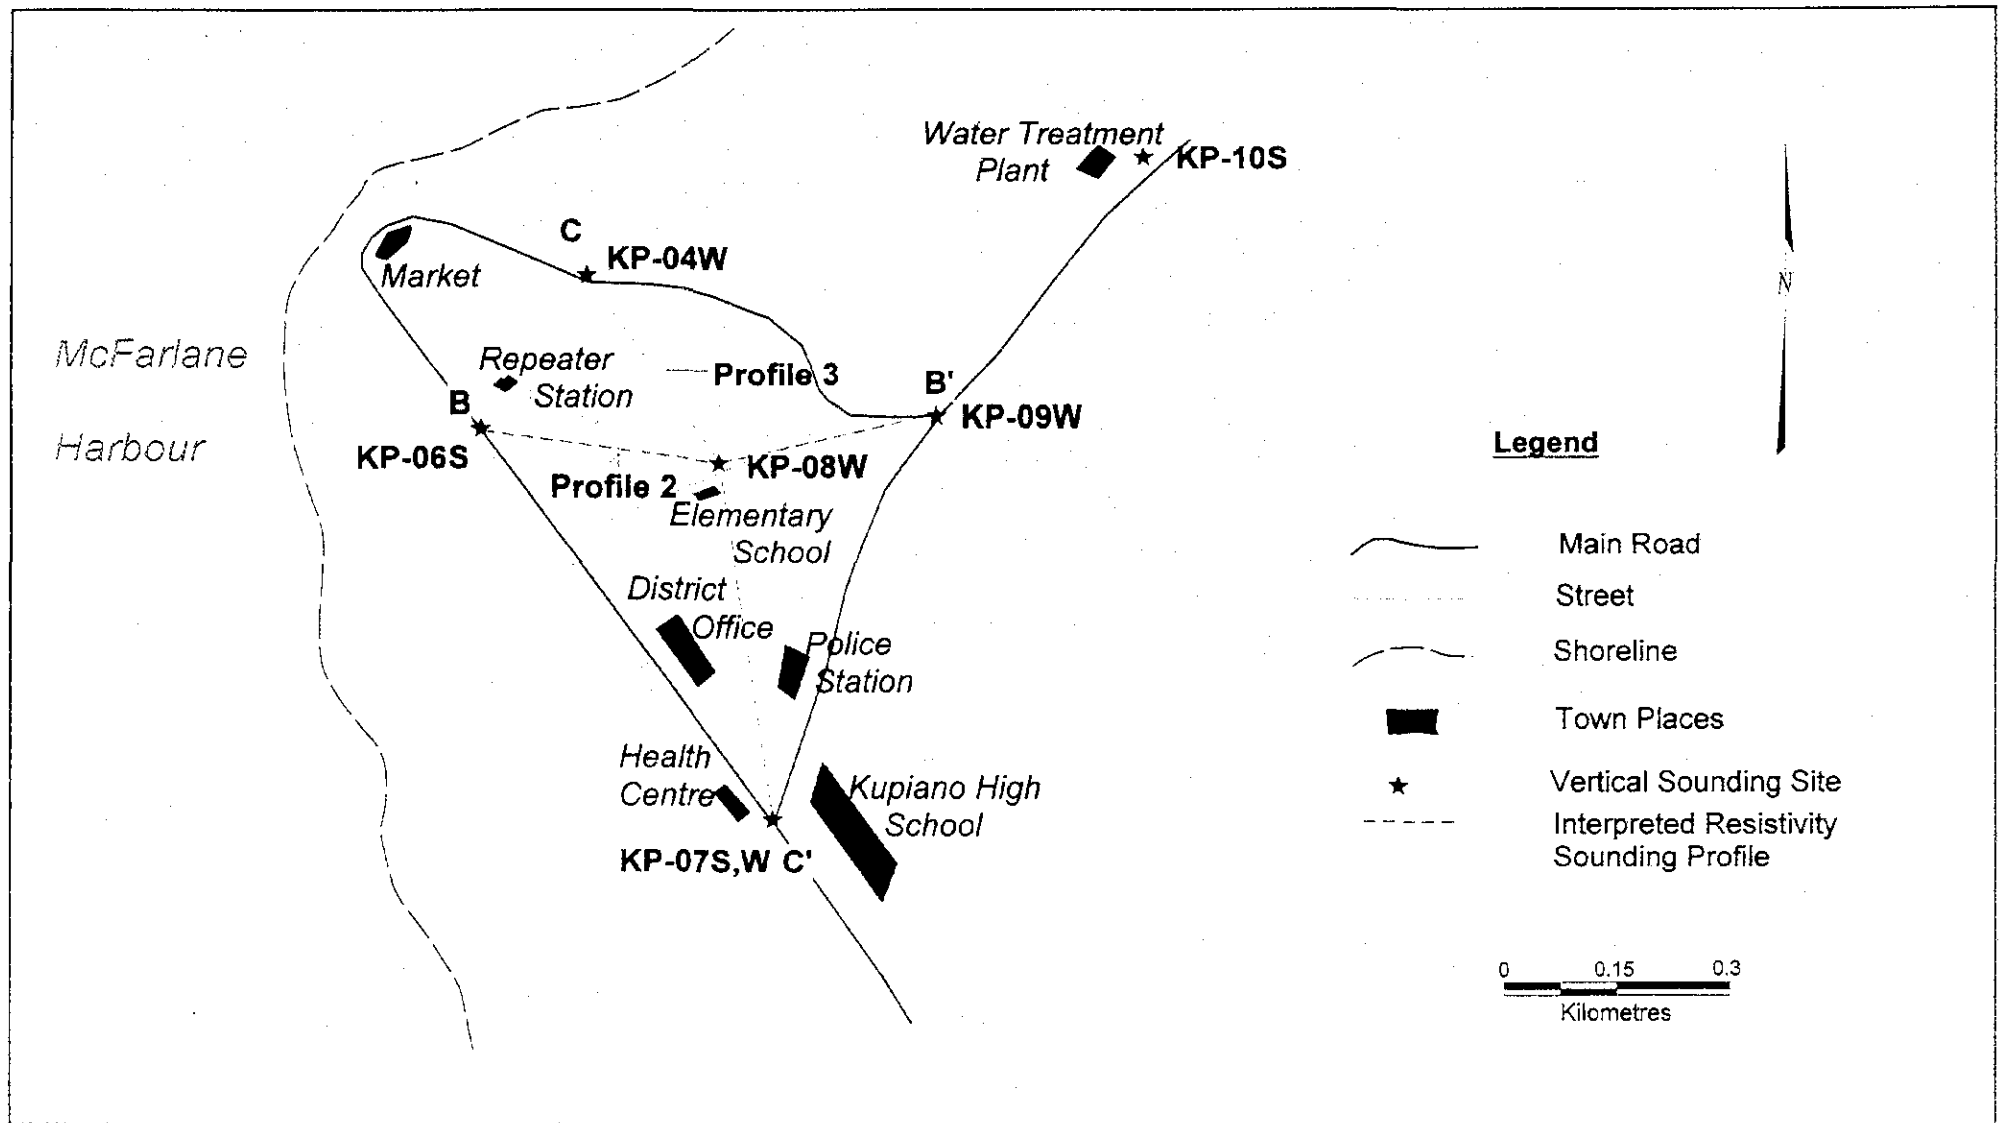 Water Treatment
Plant
KP-10S
C
KP-04W
Market
N
McFarlane
Harbour
Repeater
Station
Profile 3
B'
B
KP-09W
KP-06S
KP-08W
Profile 2
Elementary
School
District
Office
Police
Station
Health
Centre
Kupiano High
School
KP-07S,W C'
Legend
Main Road
Street
Shoreline
Town Places
Vertical Sounding Site
Interpreted Resistivity
Sounding Profile
0 0.15 0.3
Kilometres